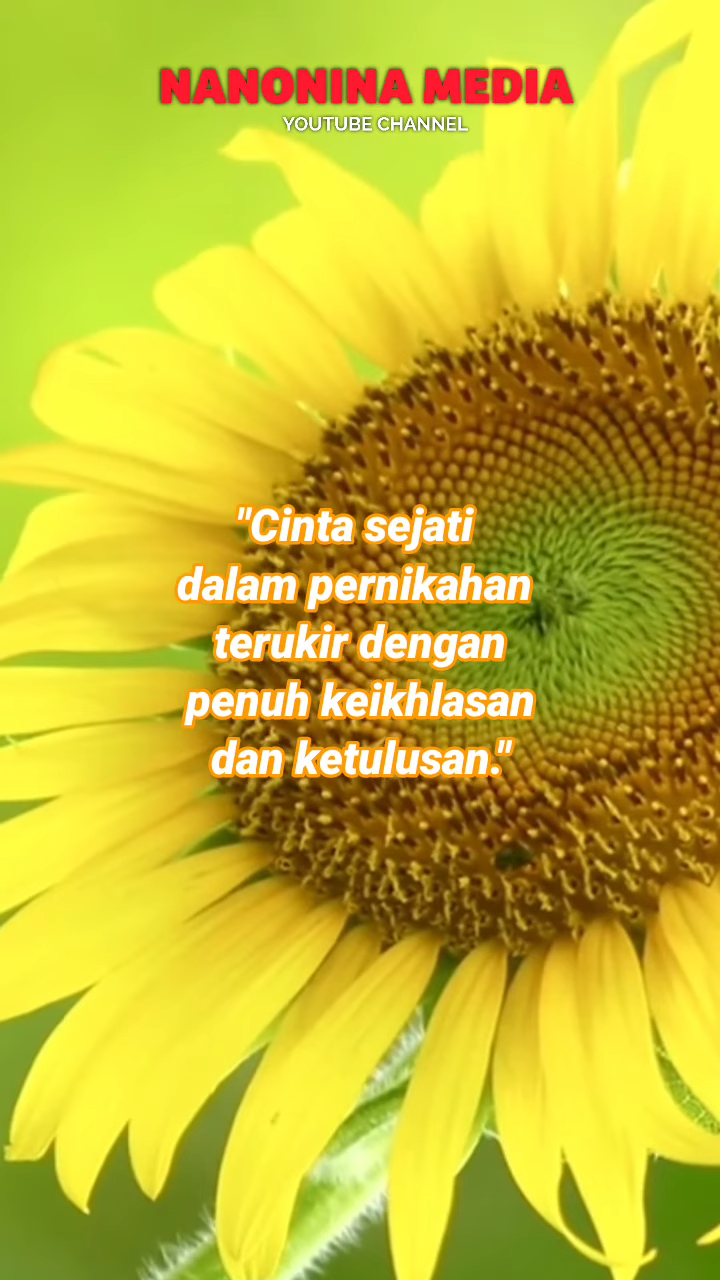 NANONINA MEDIA
YOUTUBE CHANNEL
"Cinta sejati
dalam pernikahan
terukir dengan
penuh keikhlasan
dan ketulusan."